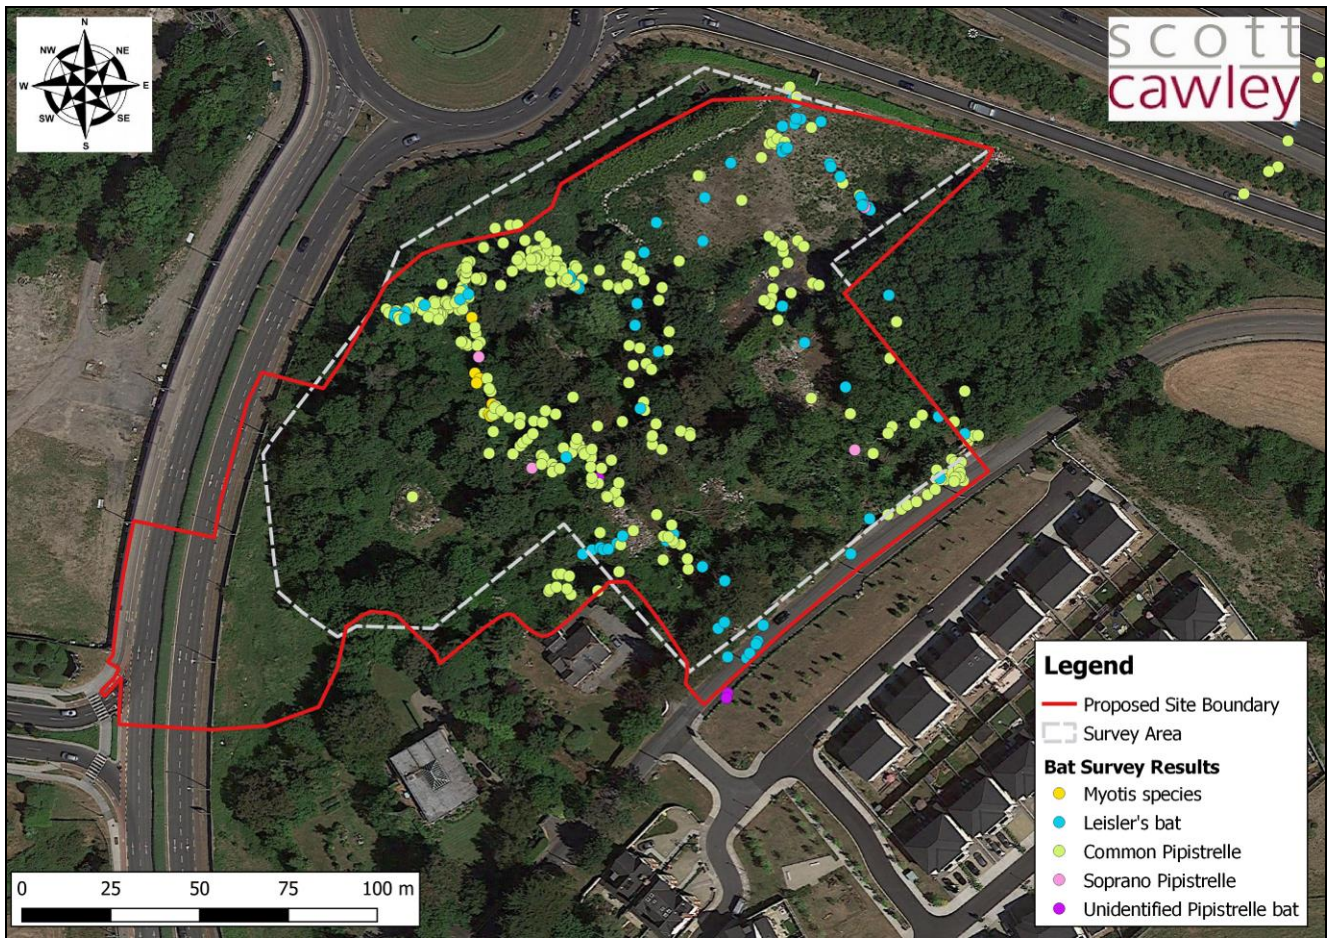 N
NW NE
W E
SW SE
S
scott
cawley
Legend
Proposed Site Boundary
Survey Area
Bat Survey Results
Myotis species
Leisler's bat
Common Pipistrelle
Soprano Pipistrelle
Unidentified Pipistrelle bat
0 25 50 75 100 m